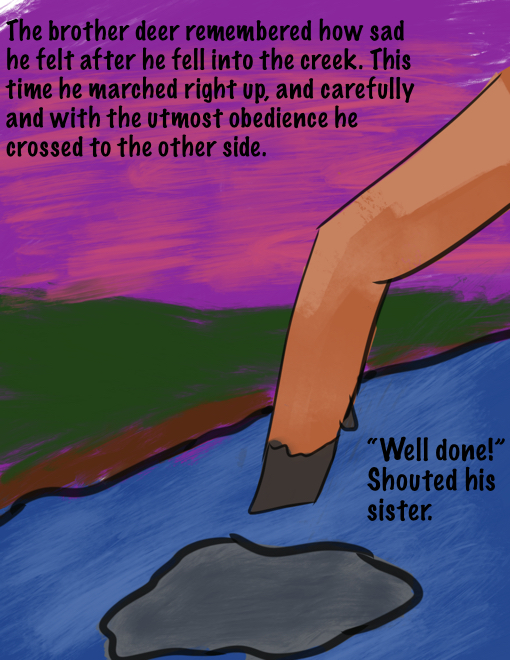 The brother deer remembered how sad
he felt after he fell into the creek. This
time he marched right up, and carefully
and with the utmost obedience he
crossed to the other side.
“Well done!”
Shouted his
sister.